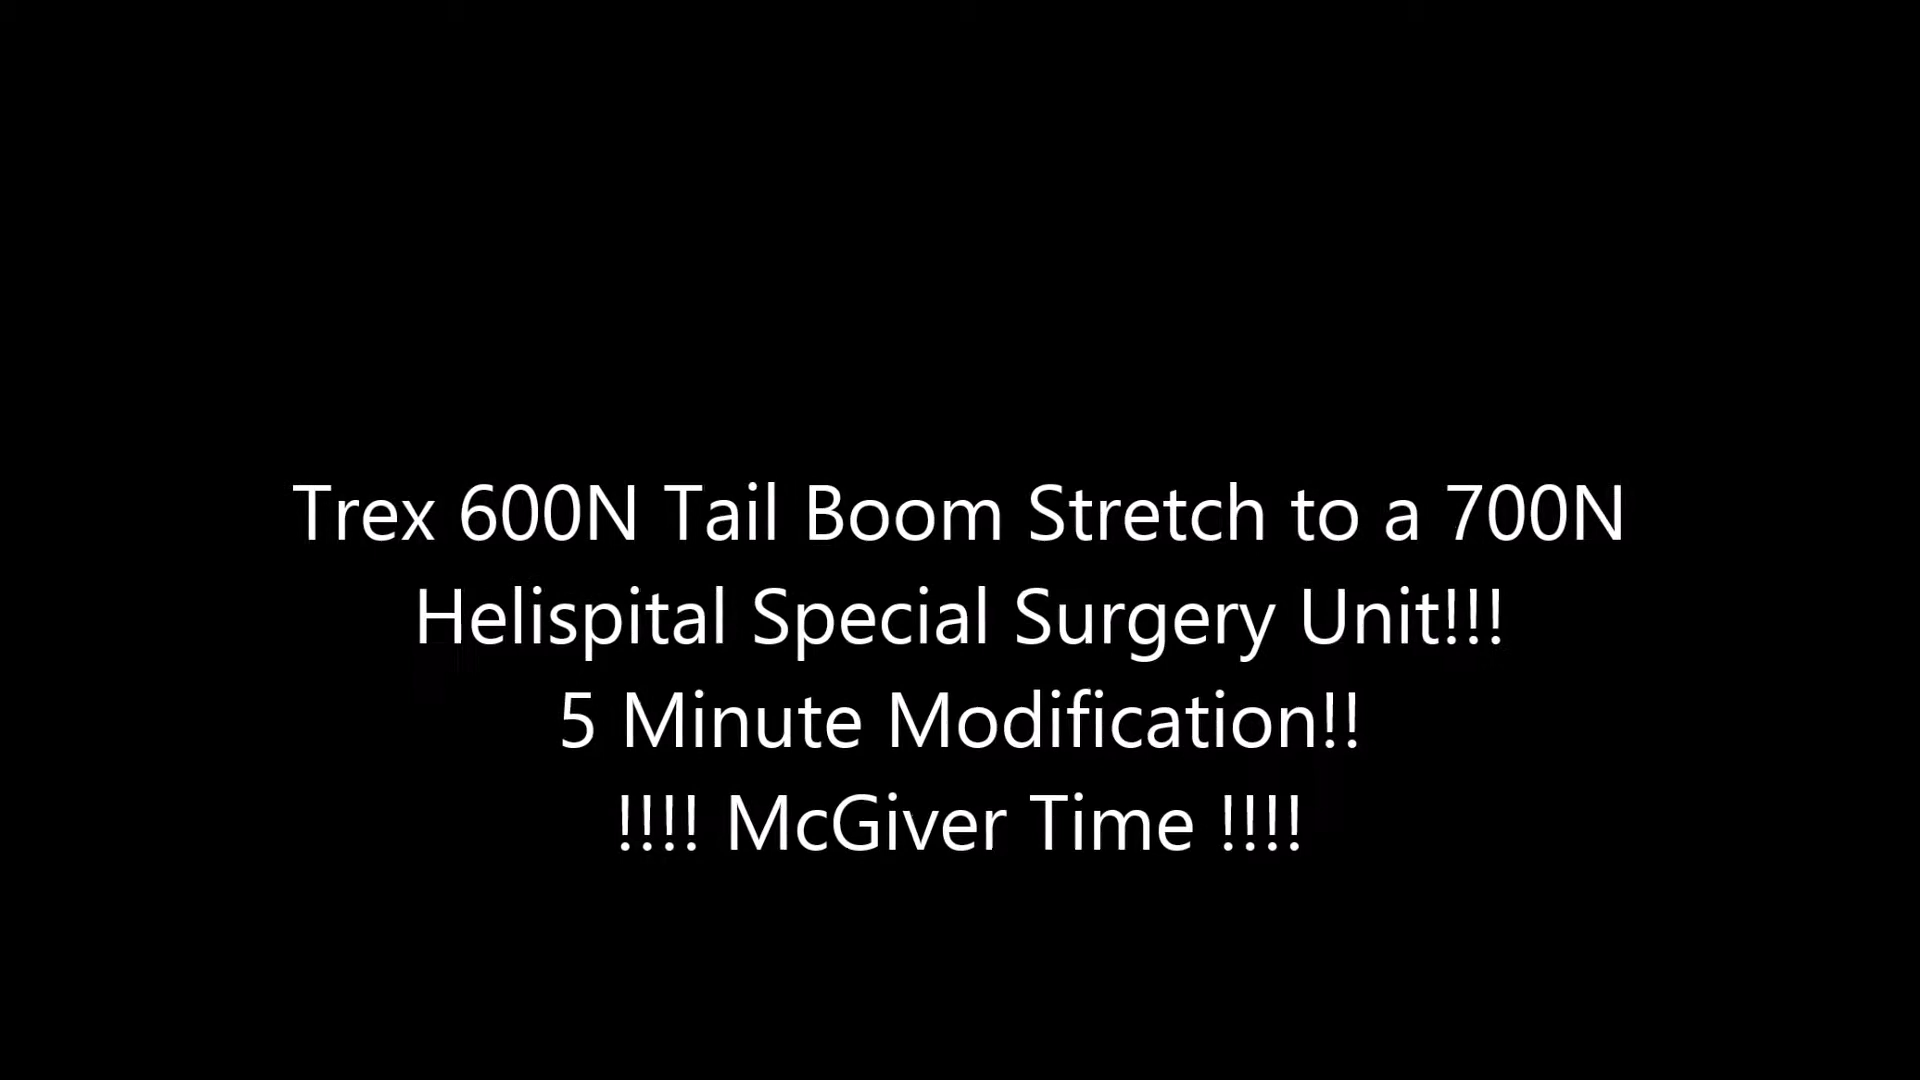 Trex 600N Tail Boom Stretch to a 700N
Helispital Special Surgery Unit!!!
5 Minute Modification!!
!!!! McGiver Time !!!!